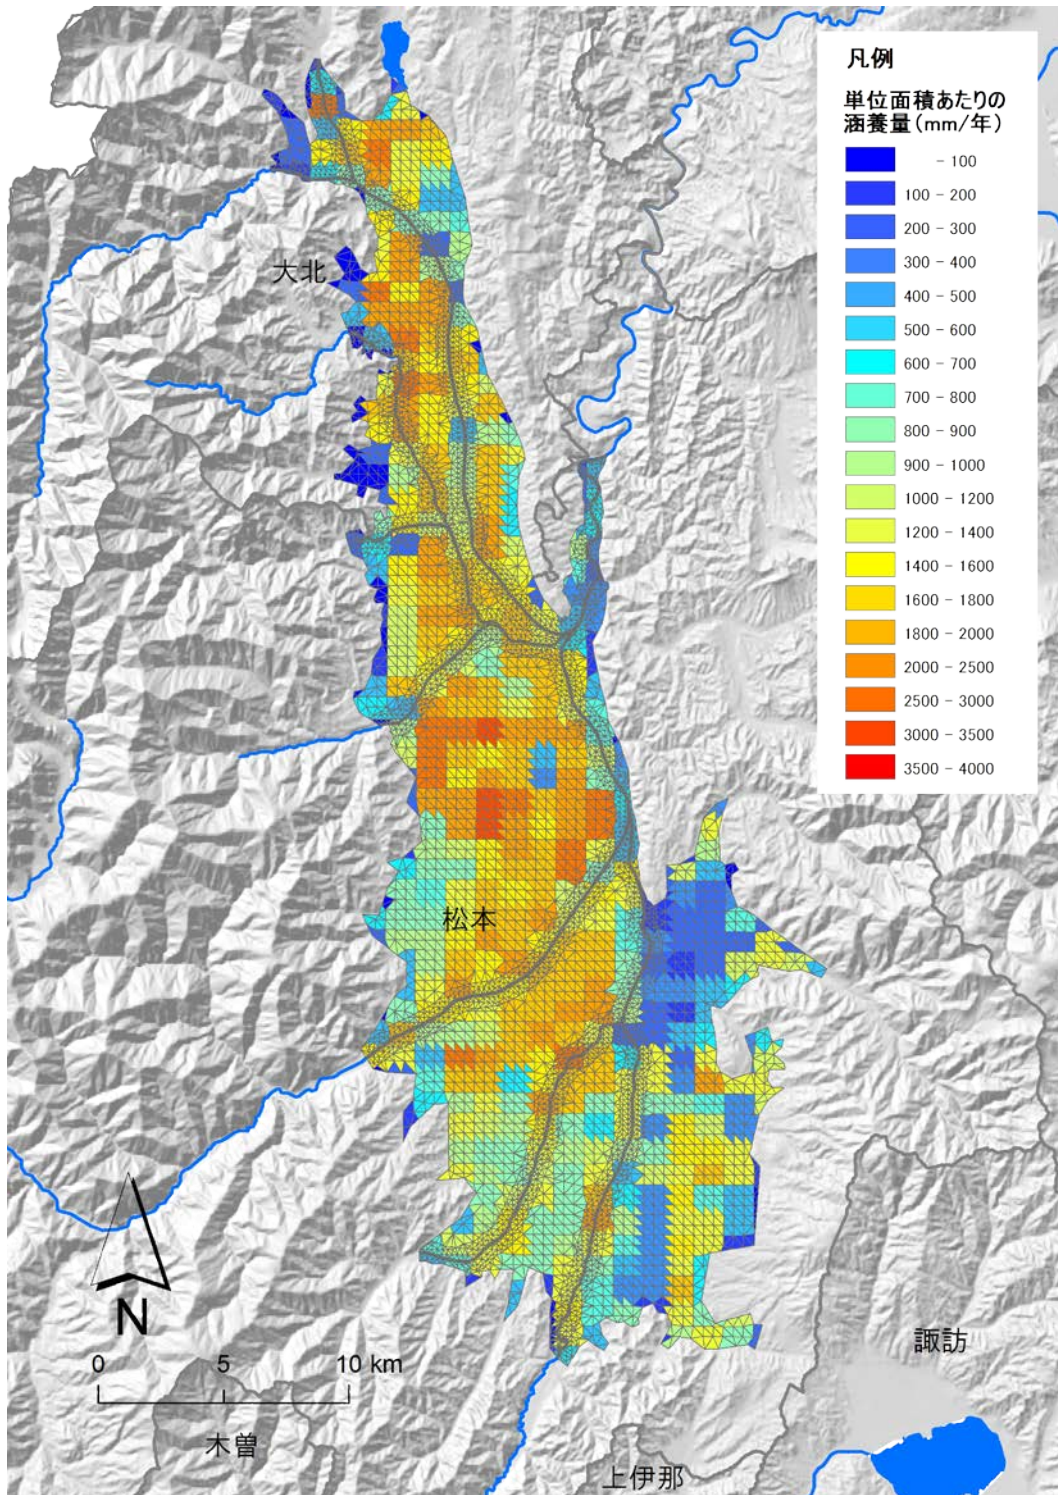 凡例
単位面積あたりの
涵養量(mm/年)
- 100
100 - 200
200 - 300
300 - 400
400 - 500
500 - 600
600 - 700
700 - 800
800 - 900
900 - 1000
1000 - 1200
1200 - 1400
1400 - 1600
1600 - 1800
1800 - 2000
2000 - 2500
2500 - 3000
3000 - 3500
3500 - 4000
大北
松本
N
0 5 10 km
諏訪
木曽
上伊那